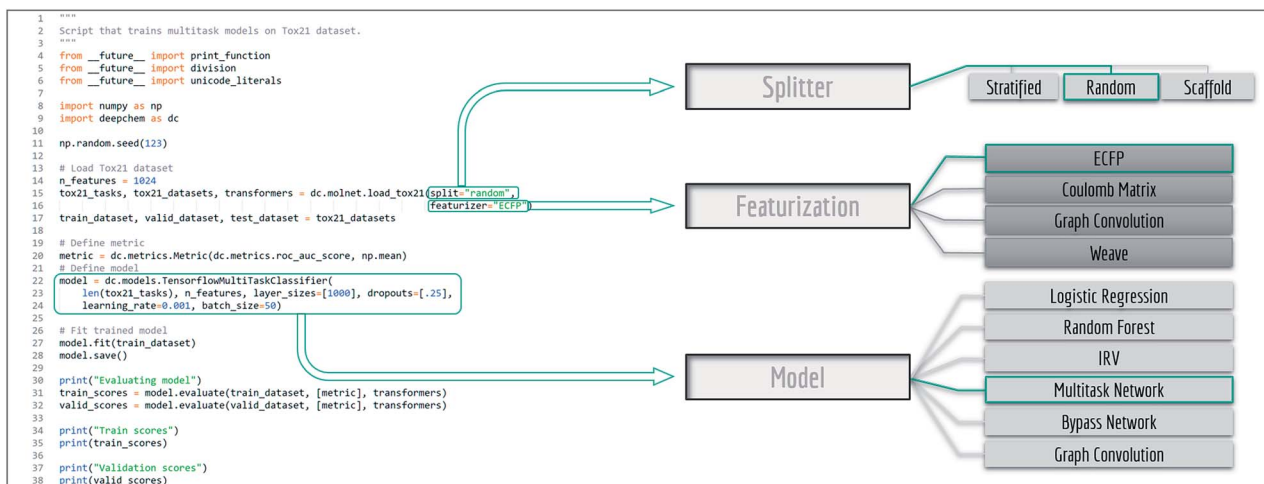 1 """
2 Script that trains multitask models on Tox21 dataset.
3 """
4 from __future__ import print_function
5 from __future__ import division
6 from __future__ import unicode_literals
7
8 import numpy as np
9 import deepchem as dc
10
11 np.random.seed(123)
12
13 # Load Tox21 dataset
14 n_features = 1024
15 tox21_tasks, tox21_datasets, transformers = dc.molnet.load_tox21(split="random",
16 featurizer="ECFP")
17 train_dataset, valid_dataset, test_dataset = tox21_datasets
18
19 # Define metric
20 metric = dc.metrics.Metric(dc.metrics.roc_auc_score, np.mean)
21 # Define model
22 model = dc.models.TensorflowMultiTaskClassifier(
23 len(tox21_tasks), n_features, layer_sizes=[1000], dropouts=[.25],
24 learning_rate=0.001, batch_size=50)
25
26 # Fit trained model
27 model.fit(train_dataset)
28 model.save()
29
30 print("Evaluating model")
31 train_scores = model.evaluate(train_dataset, [metric], transformers)
32 valid_scores = model.evaluate(valid_dataset, [metric], transformers)
33
34 print("Train scores")
35 print(train_scores)
36
37 print("Validation scores")
38 print(valid_scores)
Splitter
Stratified
Random
Scaffold
Featurization
ECFP
Coulomb Matrix
Graph Convolution
Weave
Model
Logistic Regression
Random Forest
IRV
Multitask Network
Bypass Network
Graph Convolution